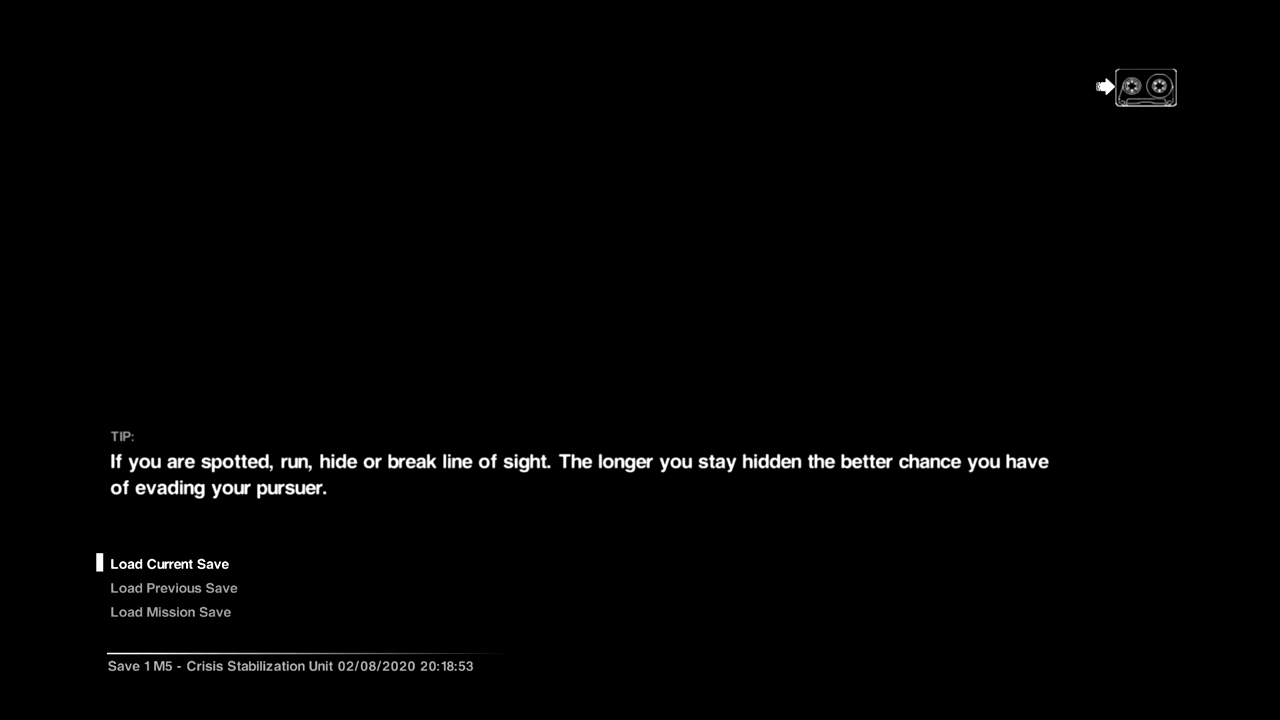 TIP:
If you are spotted, run, hide or break line of sight. The longer you stay hidden the better chance you have
of evading your pursuer.
Load Current Save
Load Previous Save
Load Mission Save
Save 1 M5 - Crisis Stabilization Unit 02/08/2020 20:18:53